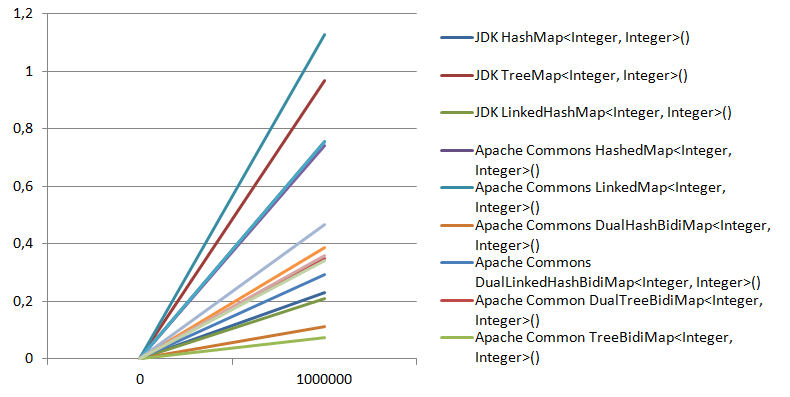 1,2
1
0,8
0,6
0,4
0,2
0
0
1000000
JDK HashMap<Integer, Integer>()
JDK TreeMap<Integer, Integer>()
JDK LinkedHashMap<Integer, Integer>()
Apache Commons HashedMap<Integer,
Integer>()
Apache Commons LinkedMap<Integer,
Integer>()
Apache Commons DualHashBidiMap<Integer,
Integer>()
Apache Commons
DualLinkedHashBidiMap<Integer, Integer>()
Apache Common DualTreeBidiMap<Integer,
Integer>()
Apache Common TreeBidiMap<Integer,
Integer>()